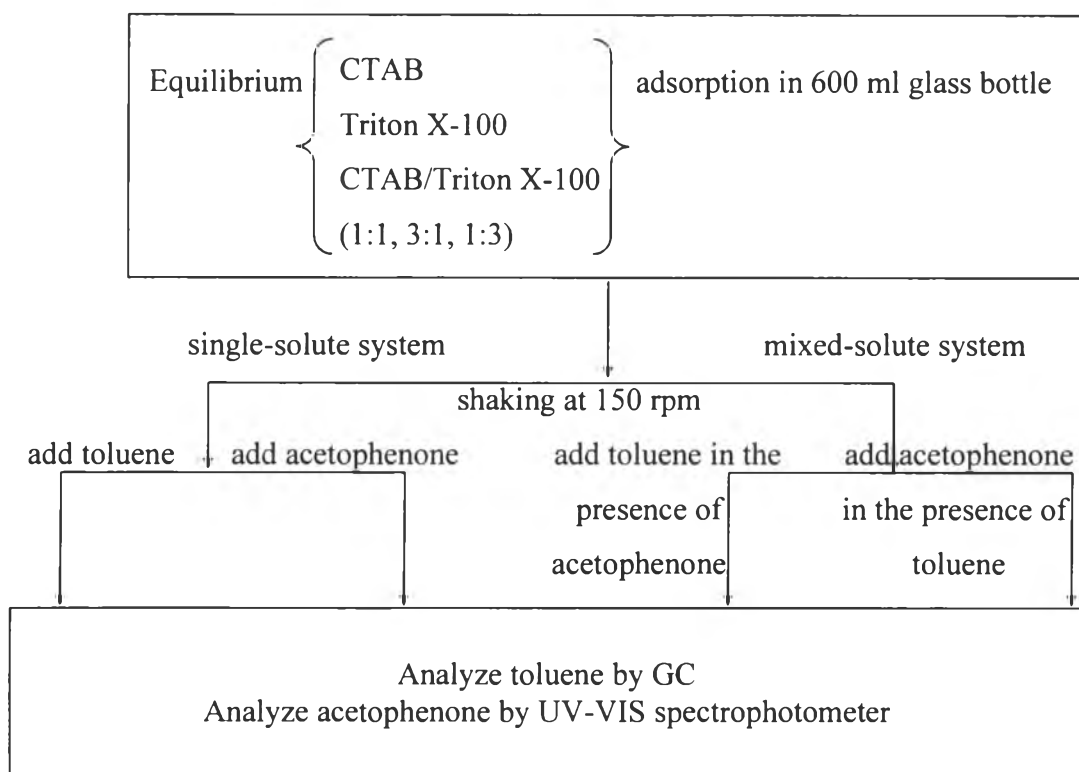 Equilibrium
CTAB
Triton X-100
CTAB/Triton X-100
(1:1, 3:1, 1:3)
adsorption in 600 ml glass bottle
single-solute system
mixed-solute system
shaking at 150 rpm
add toluene
add acetophenone
add toluene in the
presence of
acetophenone
add acetophenone
in the presence of
toluene
Analyze toluene by GC
Analyze acetophenone by UV-VIS spectrophotometer